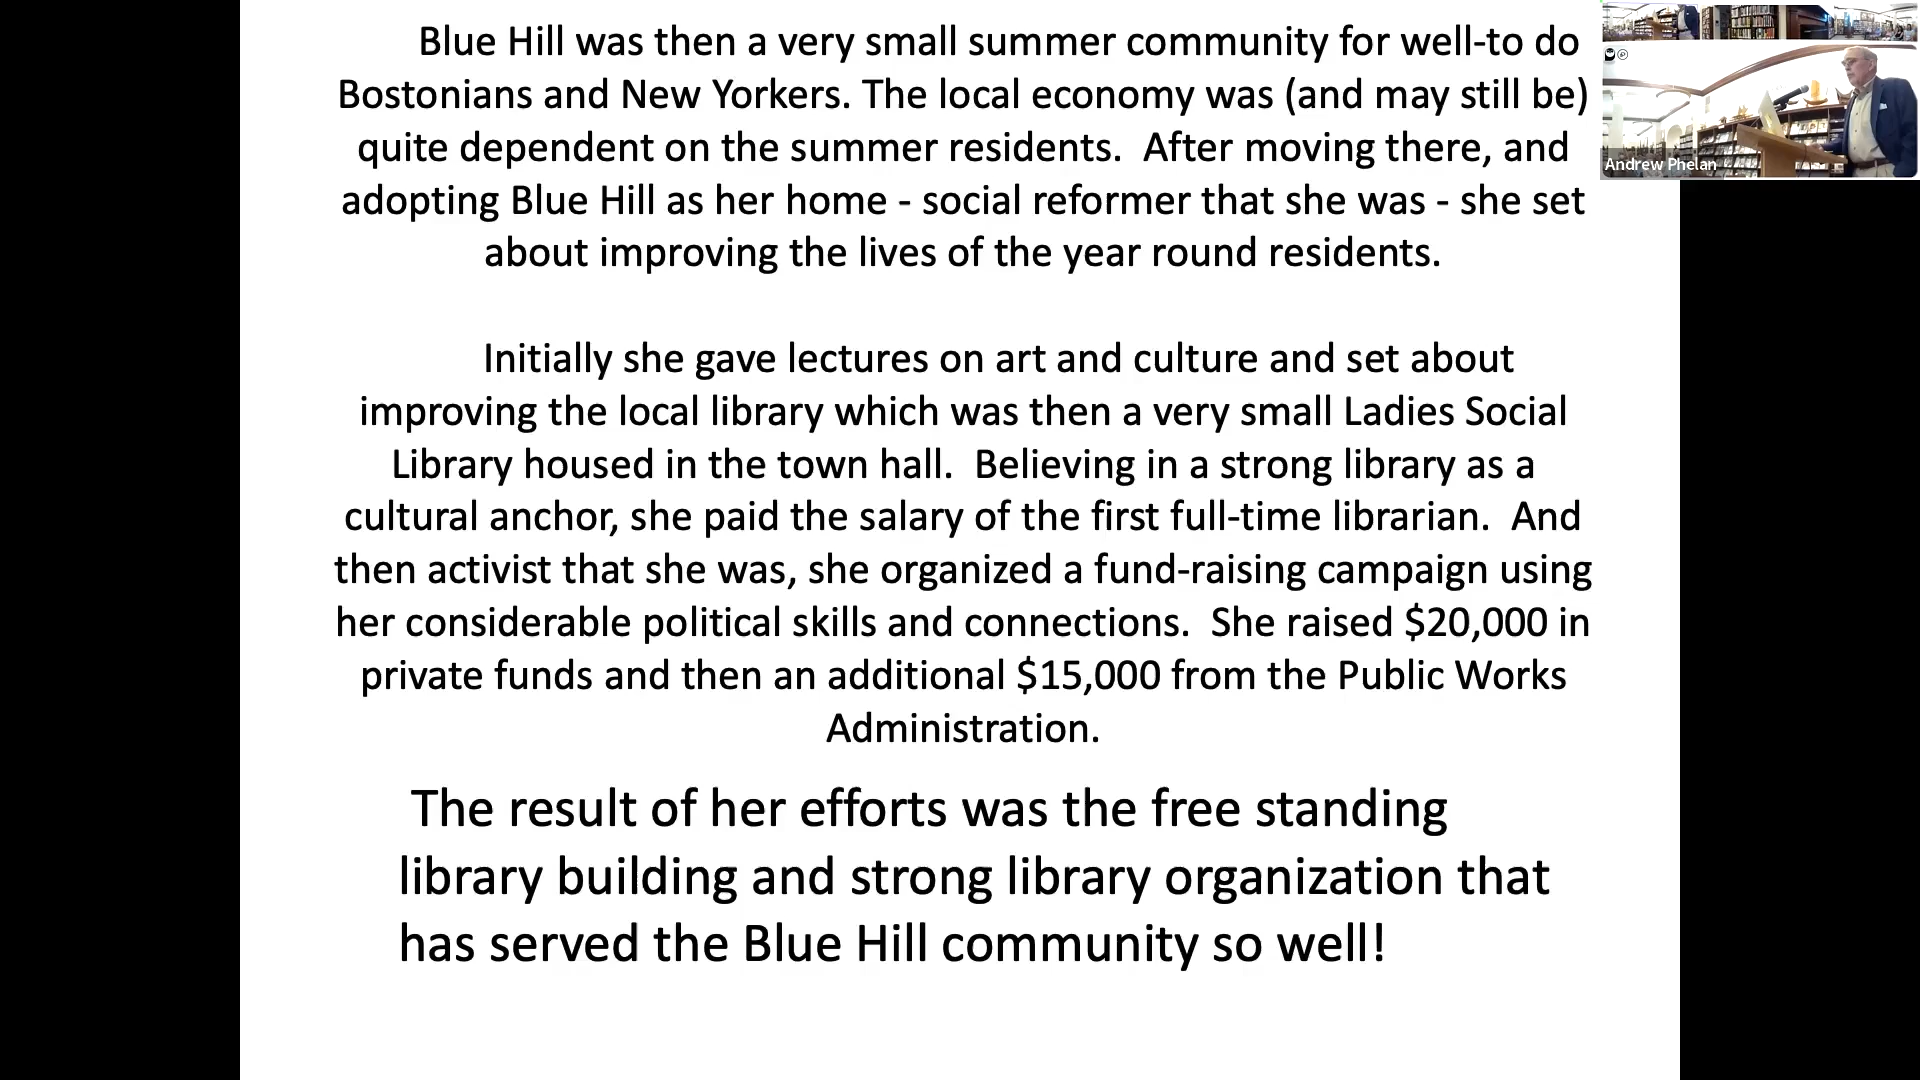 Blue Hill was then a very small summer community for well-to do
Bostonians and New Yorkers. The local economy was (and may still be)
quite dependent on the summer residents. After moving there, and
adopting Blue Hill as her home - social reformer that she was - she set
about improving the lives of the year round residents.
Initially she gave lectures on art and culture and set about
improving the local library which was then a very small Ladies Social
Library housed in the town hall. Believing in a strong library as a
cultural anchor, she paid the salary of the first full-time librarian. And
then activist that she was, she organized a fund-raising campaign using
her considerable political skills and connections. She raised $20,000 in
private funds and then an additional $15,000 from the Public Works
Administration.
The result of her efforts was the free standing
library building and strong library organization that
has served the Blue Hill community so well!
Andrew Phelan